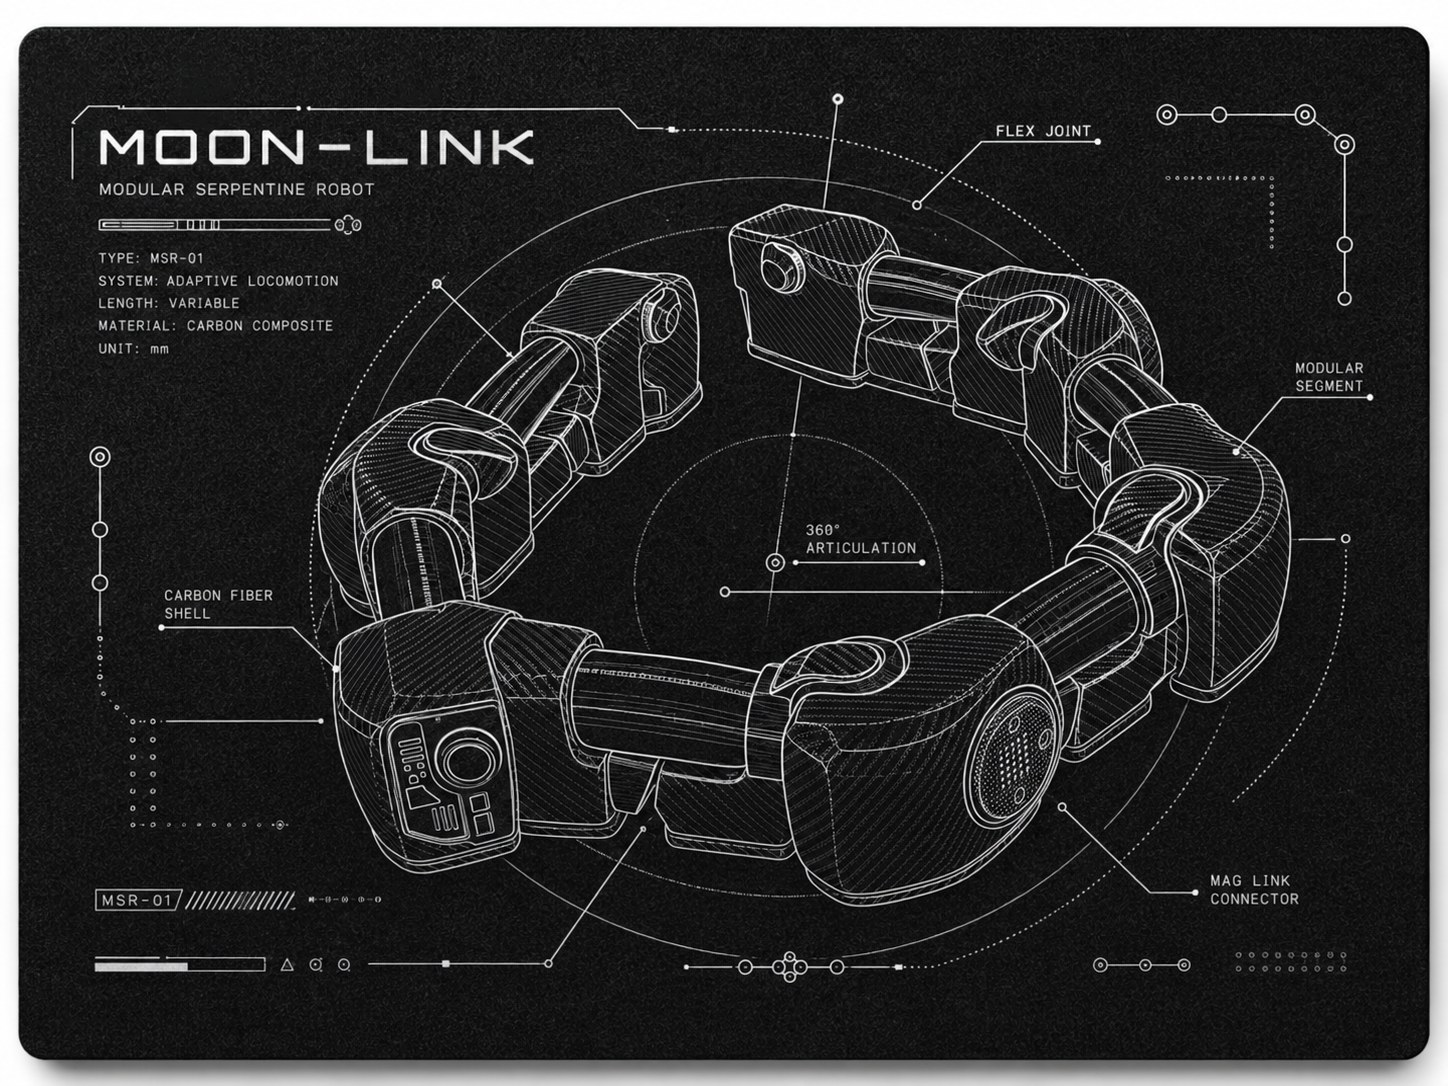 MOON-LINK
MODULAR SERPENTINE ROBOT
TYPE: MSR-01
SYSTEM: ADAPTIVE LOCOMOTION
LENGTH: VARIABLE
MATERIAL: CARBON COMPOSITE
UNIT: mm
FLEX JOINT
MODULAR
SEGMENT
360°
ARTICULATION
CARBON FIBER
SHELL
MAG LINK
CONNECTOR
MSR-01